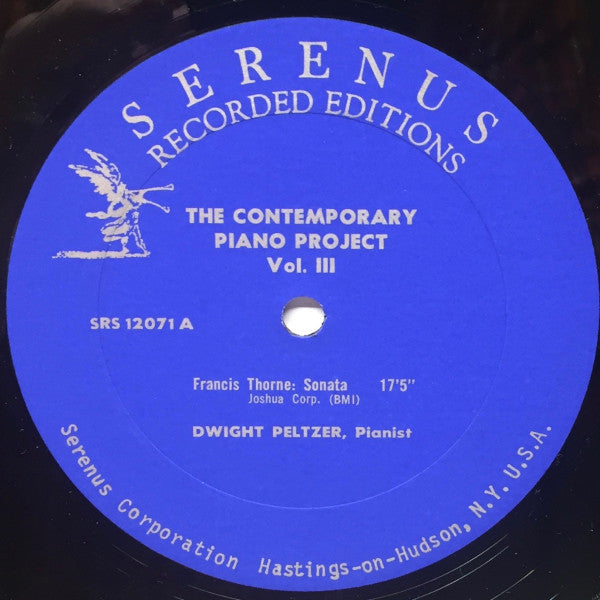 SERENUS
RECORDED EDITIONS
THE CONTEMPORARY
PIANO PROJECT
Vol. III
SRS 12071 A
Francis Thorne: Sonata 17'5"
Joshua Corp. (BMI)
DWIGHT PELTZER, Pianist
Serenus Corporation Hastings-on-Hudson, N.Y. U.S.A.